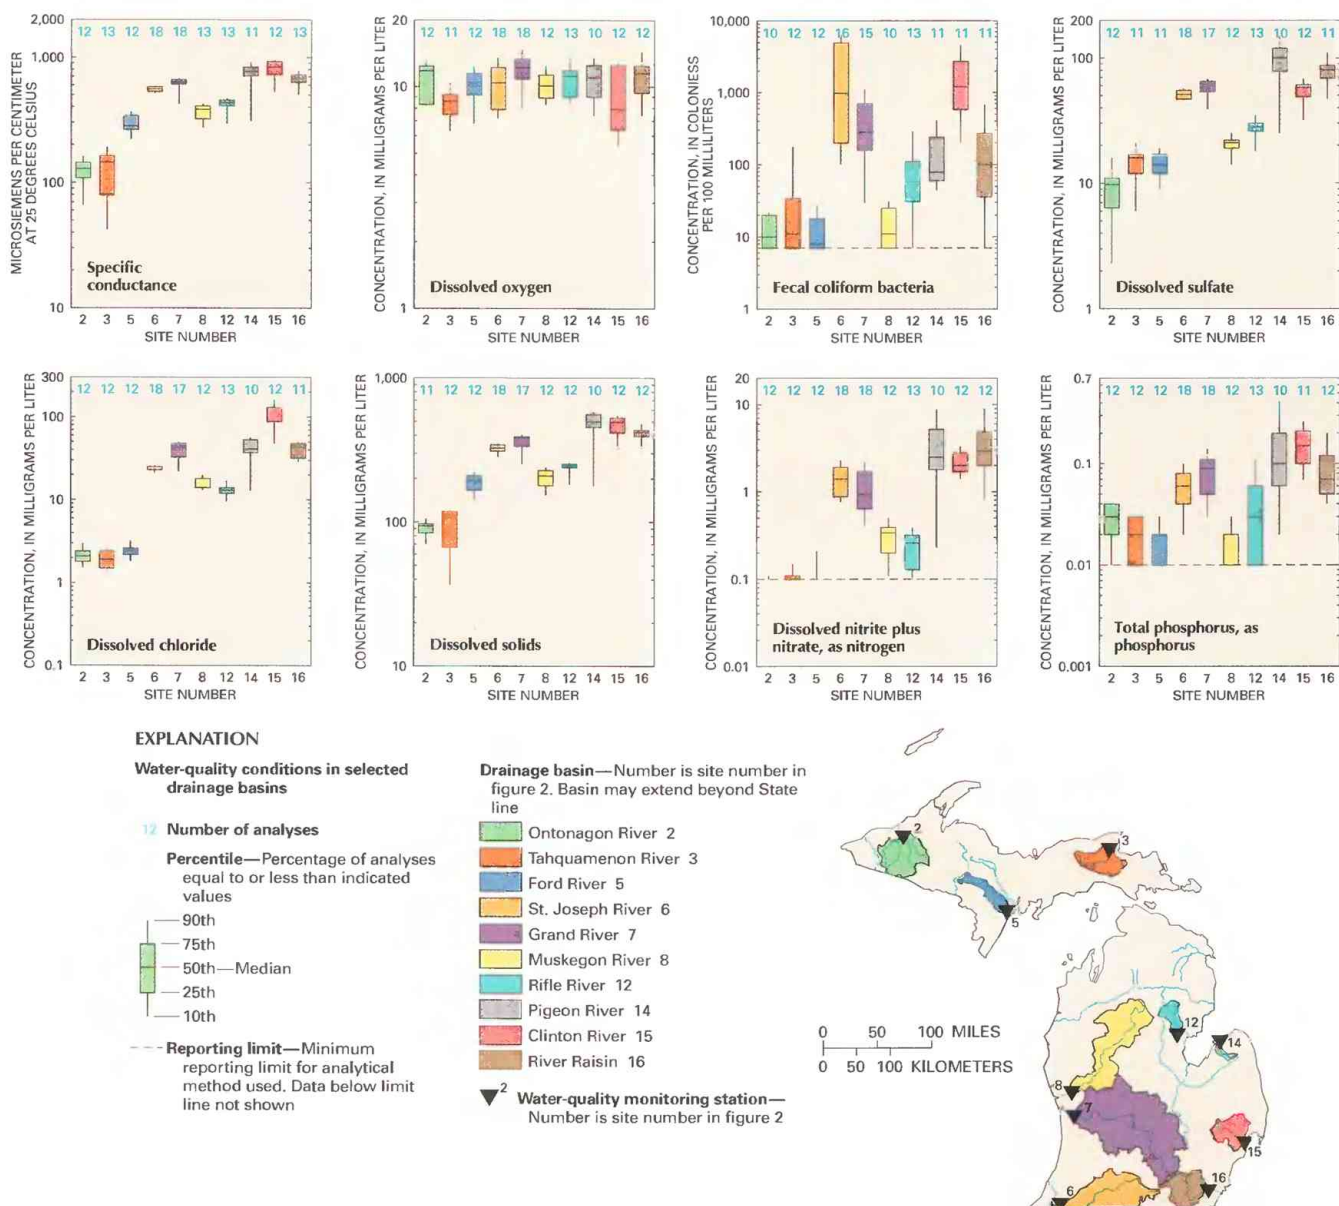 MICROSIEMENS PER CENTIMETER
AT 25 DEGREES CELSIUS
2,000
1,000
100
10
12 13 12 18 18 13 13 11 12 13
Specific
conductance
2 3 5 6 7 8 12 14 15 16
SITE NUMBER
CONCENTRATION, IN MILLIGRAMS PER LITER
20
10
2
1
12 11 12 12 18 11 12 10 12 12
Dissolved oxygen
2 3 5 6 7 8 12 14 15 16
SITE NUMBER
CONCENTRATION, IN COLONIESS
PER 100 MILLILITERS
10,000
1,000
100
10
1
10 12 12 16 15 10 11 11 11 11
Fecal coliform bacteria
2 3 5 6 7 8 12 14 15 16
SITE NUMBER
CONCENTRATION, IN MILLIGRAMS PER LITER
200
100
10
1
12 11 12 18 17 12 12 10 12 11
Dissolved sulfate
2 3 5 6 7 8 12 14 15 16
SITE NUMBER
CONCENTRATION, IN MILLIGRAMS PER LITER
300
100
10
1
0.1
12 12 12 18 17 12 13 10 12 11
Dissolved chloride
2 3 5 6 7 8 12 14 15 16
SITE NUMBER
CONCENTRATION, IN MILLIGRAMS PER LITER
1,000
100
10
11 12 12 18 17 12 12 10 12 12
Dissolved solids
2 3 5 6 7 8 12 14 15 16
SITE NUMBER
CONCENTRATION, IN MILLIGRAMS PER LITER
20
10
1
0.1
0.01
12 12 12 18 18 12 13 10 12 12
Dissolved nitrite plus
nitrate, as nitrogen
2 3 5 6 7 8 12 14 15 16
SITE NUMBER
CONCENTRATION, IN MILLIGRAMS PER LITER
0.7
0.1
0.01
0.001
12 12 12 18 18 12 13 10 11 12
Total phosphorus, as
phosphorus
2 3 5 6 7 8 12 14 15 16
SITE NUMBER
EXPLANATION
Water-quality conditions in selected
drainage basins
12 Number of analyses
Percentile—Percentage of analyses
equal to or less than indicated
values
90th
75th
50th—Median
25th
10th
Reporting limit—Minimum
reporting limit for analytical
method used. Data below limit
line not shown
Drainage basin—Number is site number in
figure 2. Basin may extend beyond State
line
Ontonagon River 2
Tahquamenon River 3
Ford River 5
St. Joseph River 6
Grand River 7
Muskegon River 8
Rifle River 12
Pigeon River 14
Clinton River 15
River Raisin 16
2 Water-quality monitoring station—
Number is site number in figure 2
0 50 100 MILES
0 50 100 KILOMETERS
2
3
5
12
14
8
7
15
16
6